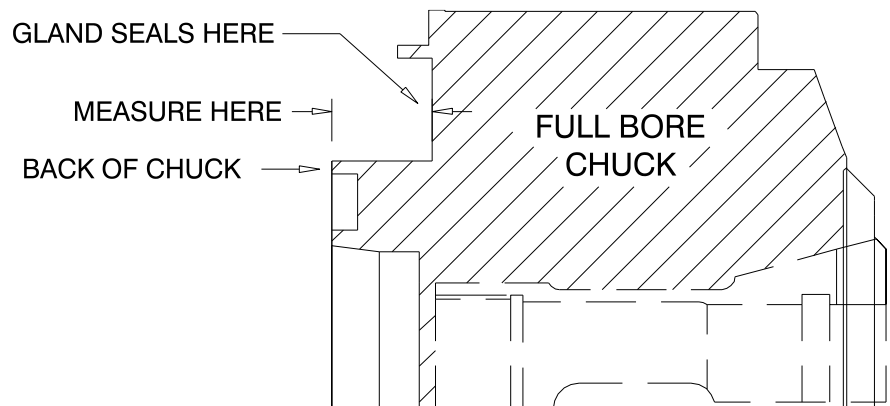 GLAND SEALS HERE
MEASURE HERE
FULL BORE
CHUCK
BACK OF CHUCK